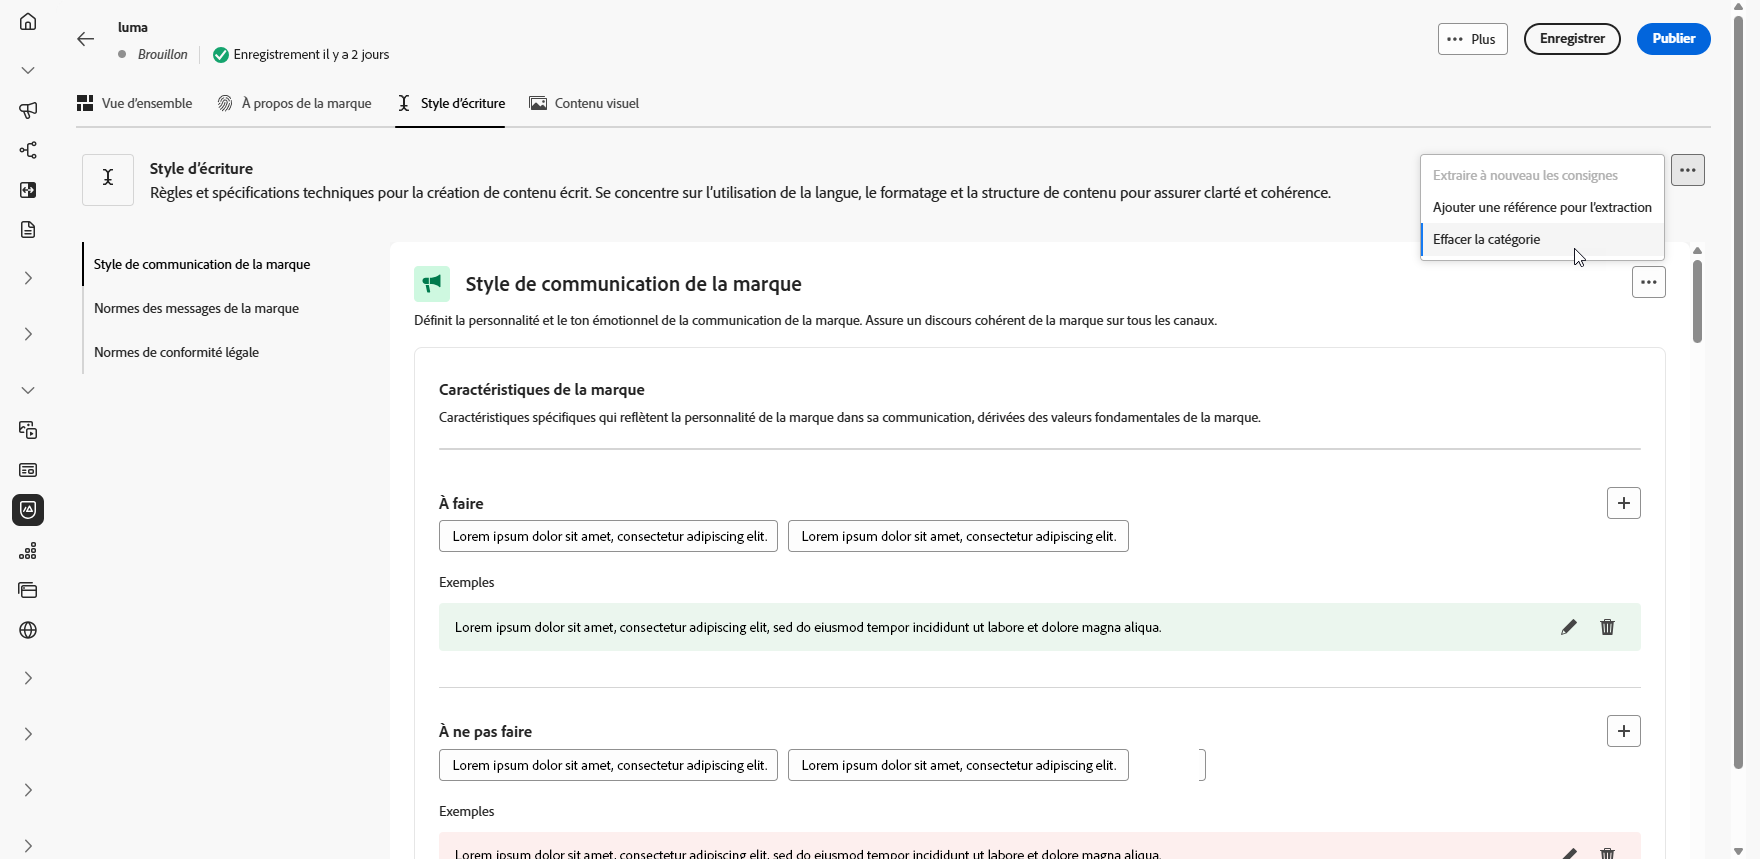 luma
Brouillon
Enregistrement il y a 2 jours
Plus
Enregistrer
Publier
Vue d'ensemble
À propos de la marque
Style d'écriture
Contenu visuel
Style d'écriture
Règles et spécifications techniques pour la création de contenu écrit. Se concentre sur l'utilisation de la langue, le formatage et la structure de contenu pour assurer clarté et cohérence.
Extraire à nouveau les consignes
Ajouter une référence pour l'extraction
Effacer la catégorie
Style de communication de la marque
Normes des messages de la marque
Normes de conformité légale
Style de communication de la marque
Définit la personnalité et le ton émotionnel de la communication de la marque. Assure un discours cohérent de la marque sur tous les canaux.
Caractéristiques de la marque
Caractéristiques spécifiques qui reflètent la personnalité de la marque dans sa communication, dérivées des valeurs fondamentales de la marque.
À faire
Lorem ipsum dolor sit amet, consectetur adipiscing elit.
Lorem ipsum dolor sit amet, consectetur adipiscing elit.
Exemples
Lorem ipsum dolor sit amet, consectetur adipiscing elit, sed do eiusmod tempor incididunt ut labore et dolore magna aliqua.
À ne pas faire
Lorem ipsum dolor sit amet, consectetur adipiscing elit.
Lorem ipsum dolor sit amet, consectetur adipiscing elit.
Exemples
Lorem ipsum dolor sit amet, consectetur adipiscing elit, sed do eiusmod tempor incididunt ut labore et dolore magna aliqua.